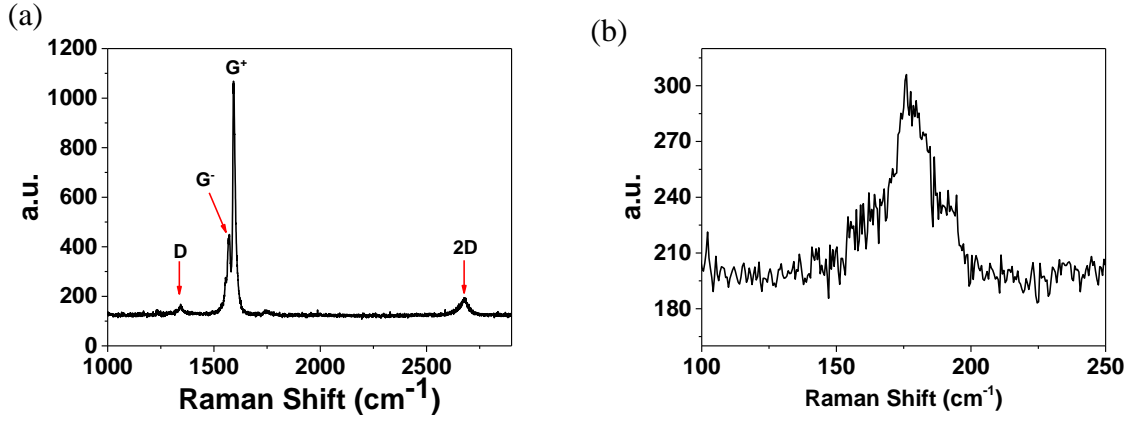 (a)
1200
1000
800
600
400
200
0
a.u.
G⁺
G⁻
D
2D
1000 1500 2000 2500
Raman Shift (cm⁻¹)
(b)
300
270
240
210
180
a.u.
100 150 200 250
Raman Shift (cm⁻¹)